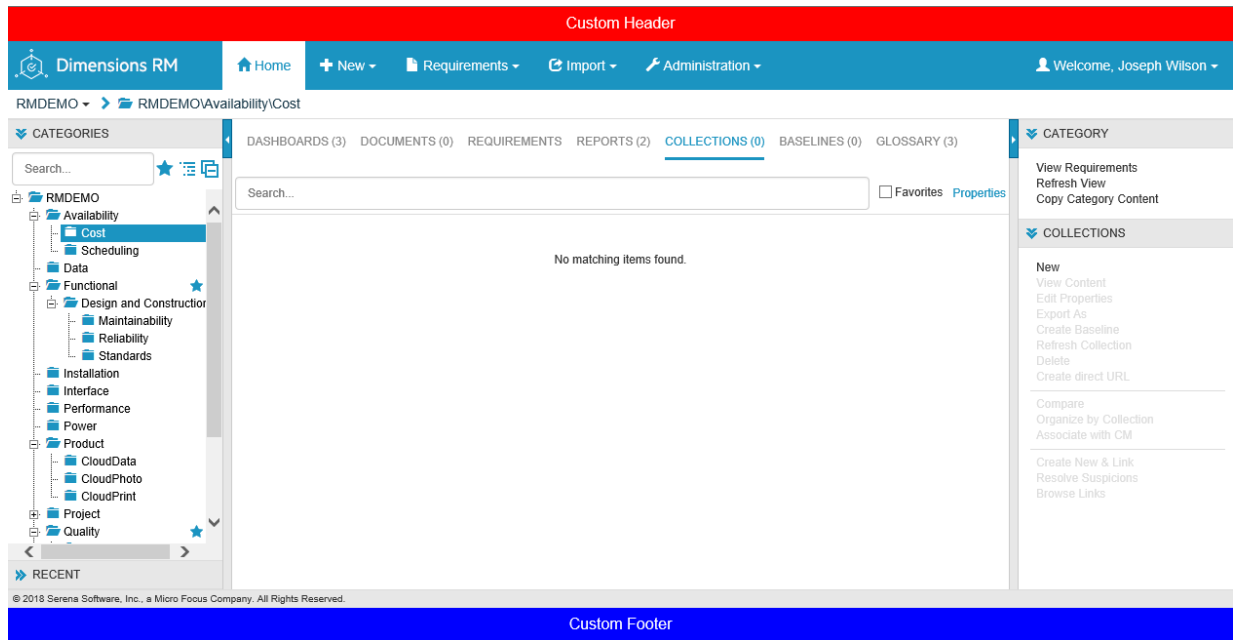 Custom Header
Dimensions RM
Home
New
Requirements
Import
Administration
Welcome, Joseph Wilson
RMDEMO
RMDEMO\Availability\Cost
CATEGORIES
Search...
RMDEMO
Availability
Cost
Scheduling
Data
Functional
Design and Construction
Maintainability
Reliability
Standards
Installation
Interface
Performance
Power
Product
CloudData
CloudPhoto
CloudPrint
Project
Quality
RECENT
DASHBOARDS (3) DOCUMENTS (0) REQUIREMENTS REPORTS (2) COLLECTIONS (0) BASELINES (0) GLOSSARY (3)
Search...
Favorites Properties
No matching items found.
CATEGORY
View Requirements
Refresh View
Copy Category Content
COLLECTIONS
New
View Content
Edit Properties
Export As
Create Baseline
Refresh Collection
Delete
Create direct URL
Compare
Organize by Collection
Associate with CM
Create New & Link
Resolve Suspicions
Browse Links
© 2018 Serena Software, Inc., a Micro Focus Company. All Rights Reserved.
Custom Footer